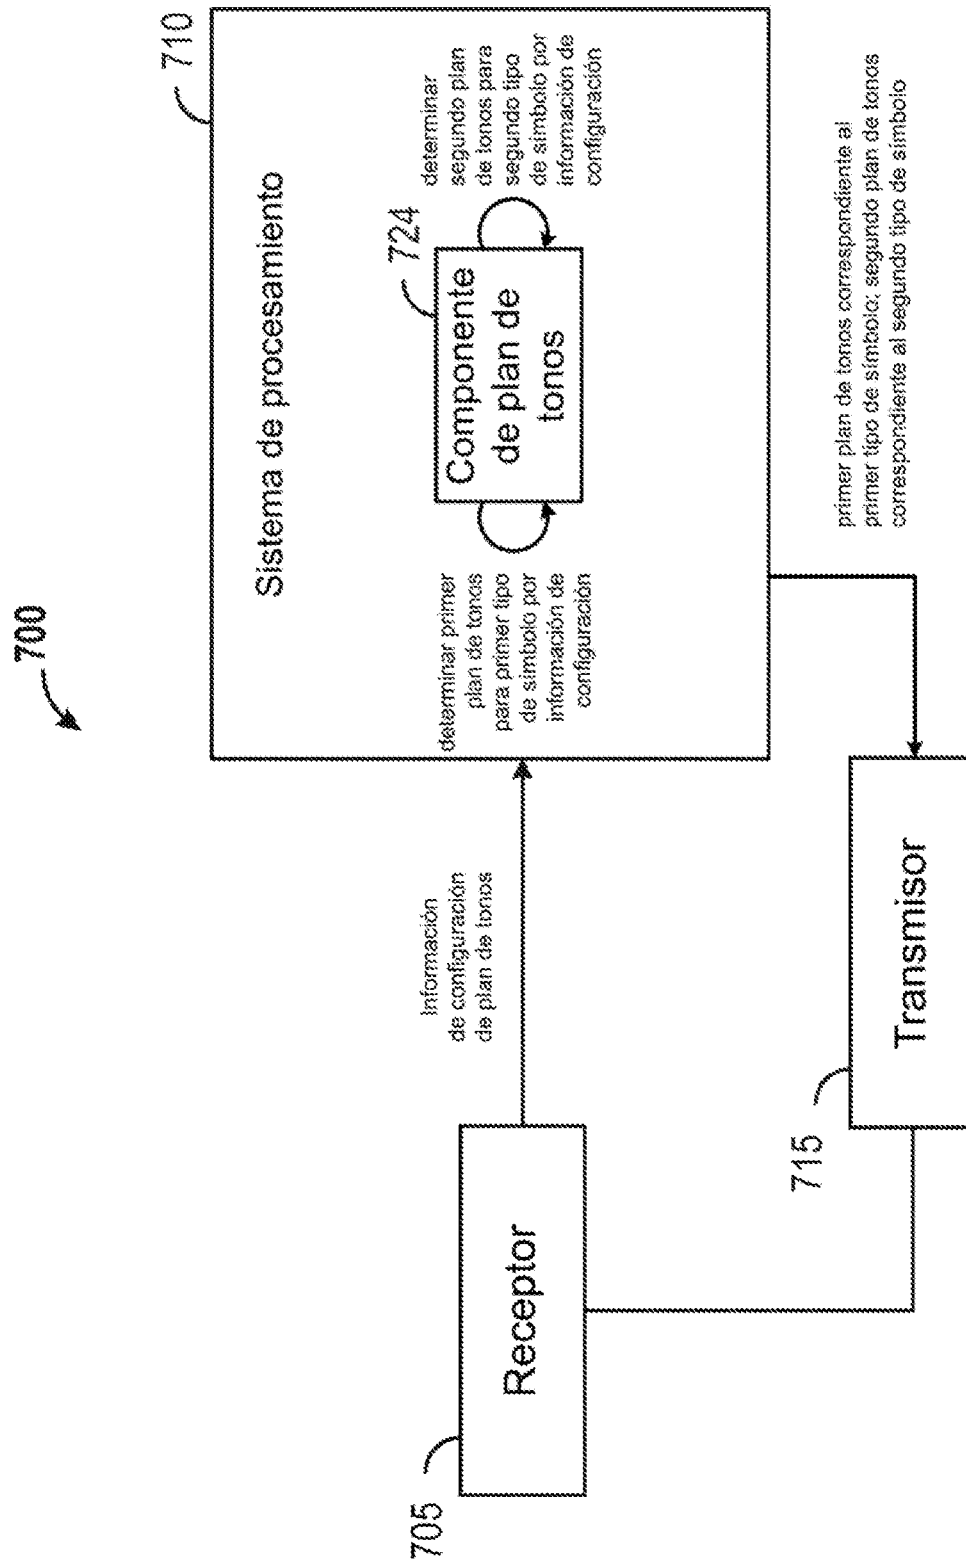 700
710
Sistema de procesamiento
724
Componente
de plan de
tonos
determinar primer
plan de tonos
para primer tipo
de símbolo por
información de
configuración
determinar
segundo plan
de tonos para
segundo tipo
de símbolo por
información de
configuración
Información
de configuración
de plan de tonos
705
Receptor
715
Transmisor
primer plan de tonos correspondiente al
primer tipo de símbolo; segundo plan de tonos
correspondiente al segundo tipo de símbolo